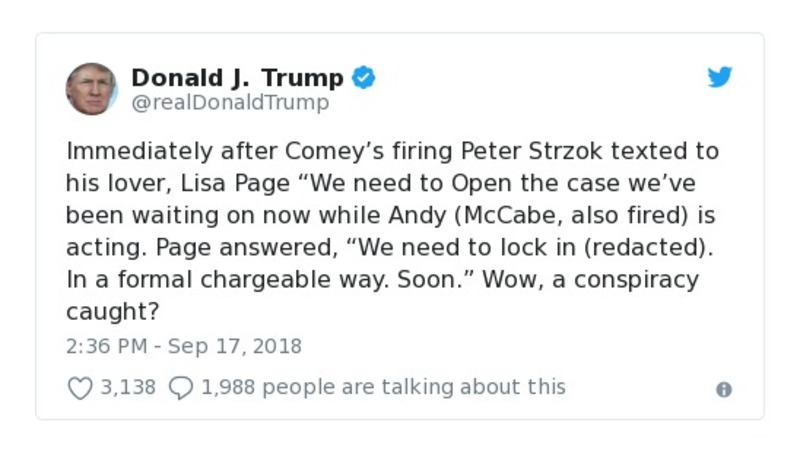 Donald J. Trump
@realDonaldTrump
Immediately after Comey’s firing Peter Strzok texted to
his lover, Lisa Page “We need to Open the case we’ve
been waiting on now while Andy (McCabe, also fired) is
acting. Page answered, “We need to lock in (redacted).
In a formal chargeable way. Soon.” Wow, a conspiracy
caught?
2:36 PM - Sep 17, 2018
3,138 1,988 people are talking about this